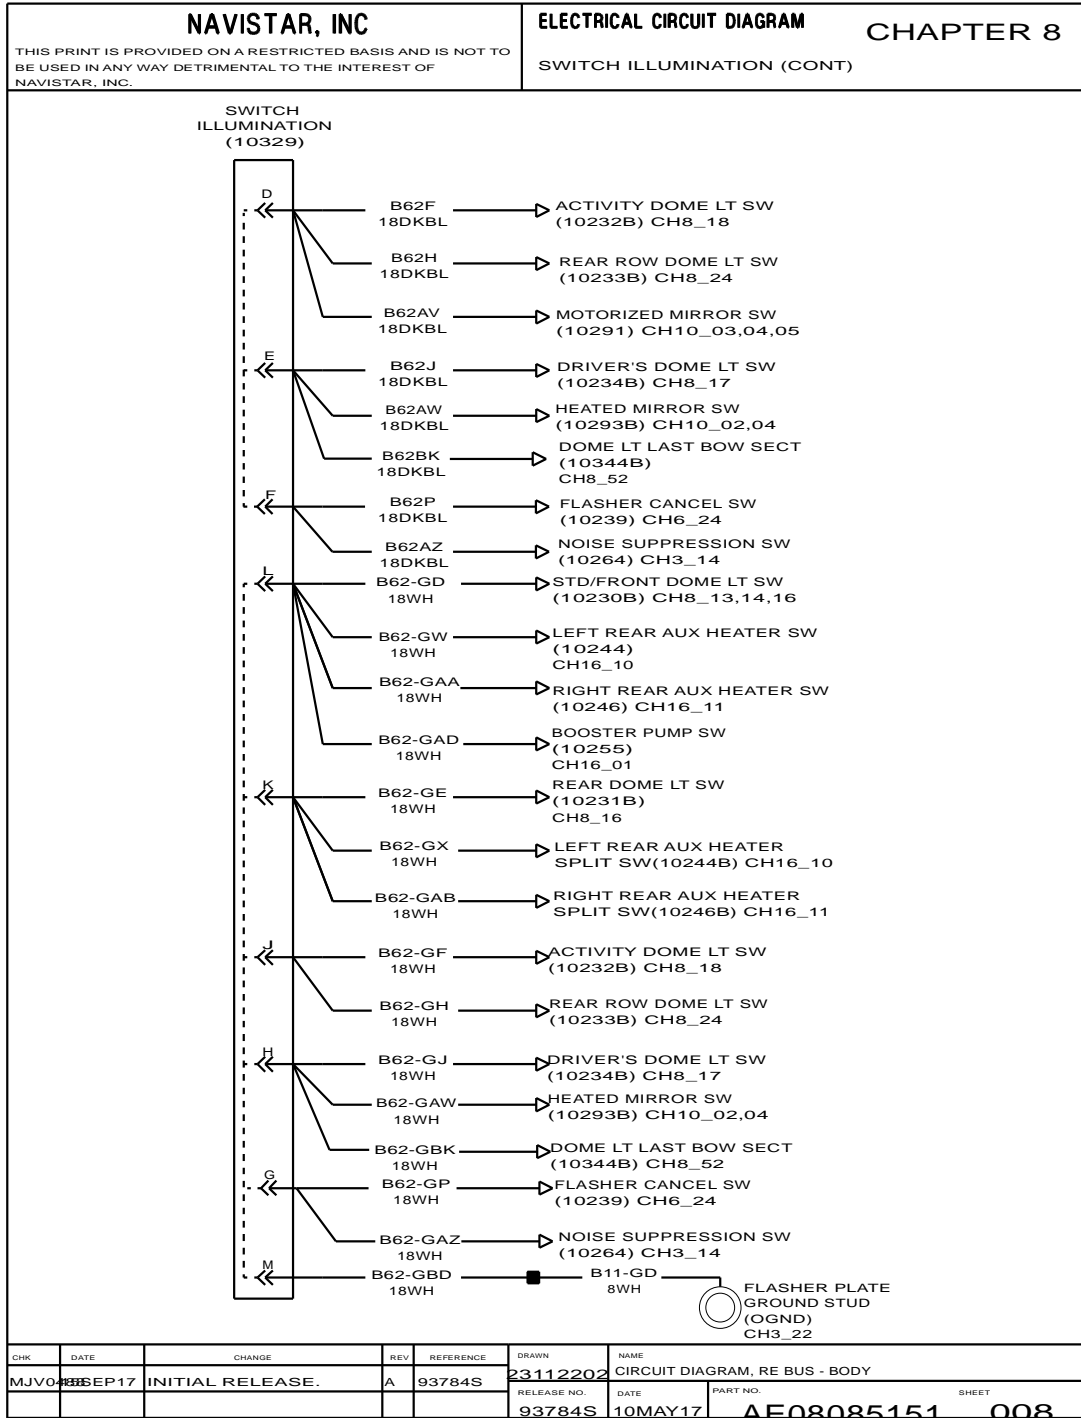 NAVISTAR, INC
THIS PRINT IS PROVIDED ON A RESTRICTED BASIS AND IS NOT TO
BE USED IN ANY WAY DETRIMENTAL TO THE INTEREST OF
NAVISTAR, INC.
ELECTRICAL CIRCUIT DIAGRAM
CHAPTER 8
SWITCH ILLUMINATION (CONT)
SWITCH
ILLUMINATION
(10329)
D
B62F
18DKBL
ACTIVITY DOME LT SW
(10232B) CH8_18
B62H
18DKBL
REAR ROW DOME LT SW
(10233B) CH8_24
B62AV
18DKBL
MOTORIZED MIRROR SW
(10291) CH10_03,04,05
E
B62J
18DKBL
DRIVER'S DOME LT SW
(10234B) CH8_17
B62AW
18DKBL
HEATED MIRROR SW
(10293B) CH10_02,04
B62BK
18DKBL
DOME LT LAST BOW SECT
(10344B)
CH8_52
F
B62P
18DKBL
FLASHER CANCEL SW
(10239) CH6_24
B62AZ
18DKBL
NOISE SUPPRESSION SW
(10264) CH3_14
L
B62-GD
18WH
STD/FRONT DOME LT SW
(10230B) CH8_13,14,16
B62-GW
18WH
LEFT REAR AUX HEATER SW
(10244)
CH16_10
B62-GAA
18WH
RIGHT REAR AUX HEATER SW
(10246) CH16_11
B62-GAD
18WH
BOOSTER PUMP SW
(10255)
CH16_01
K
B62-GE
18WH
REAR DOME LT SW
(10231B)
CH8_16
B62-GX
18WH
LEFT REAR AUX HEATER
SPLIT SW(10244B) CH16_10
B62-GAB
18WH
RIGHT REAR AUX HEATER
SPLIT SW(10246B) CH16_11
J
B62-GF
18WH
ACTIVITY DOME LT SW
(10232B) CH8_18
B62-GH
18WH
REAR ROW DOME LT SW
(10233B) CH8_24
H
B62-GJ
18WH
DRIVER'S DOME LT SW
(10234B) CH8_17
B62-GAW
18WH
HEATED MIRROR SW
(10293B) CH10_02,04
B62-GBK
18WH
DOME LT LAST BOW SECT
(10344B) CH8_52
G
B62-GP
18WH
FLASHER CANCEL SW
(10239) CH6_24
B62-GAZ
18WH
NOISE SUPPRESSION SW
(10264) CH3_14
M
B62-GBD
18WH
B11-GD
8WH
FLASHER PLATE
GROUND STUD
(OGND)
CH3_22
CHK DATE CHANGE REV REFERENCE
INITIAL RELEASE. A 93784S
DRAWN
23112202
NAME
CIRCUIT DIAGRAM, RE BUS - BODY
RELEASE NO.
93784S
DATE
10MAY17
PART NO.
AE08085151
SHEET
008